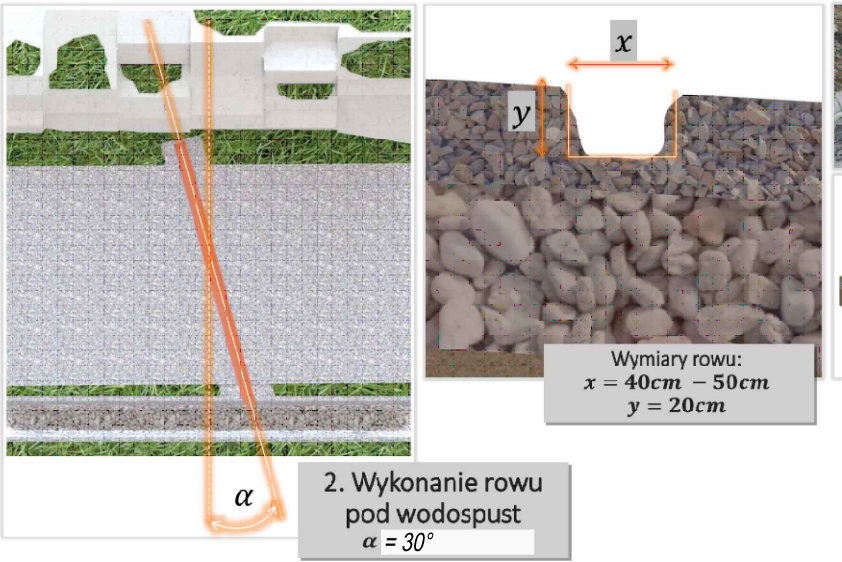 x
y
Wymiary rowu:
x = 40cm – 50cm
y = 20cm
α
2. Wykonanie rowu
pod wodospust
α = 30°